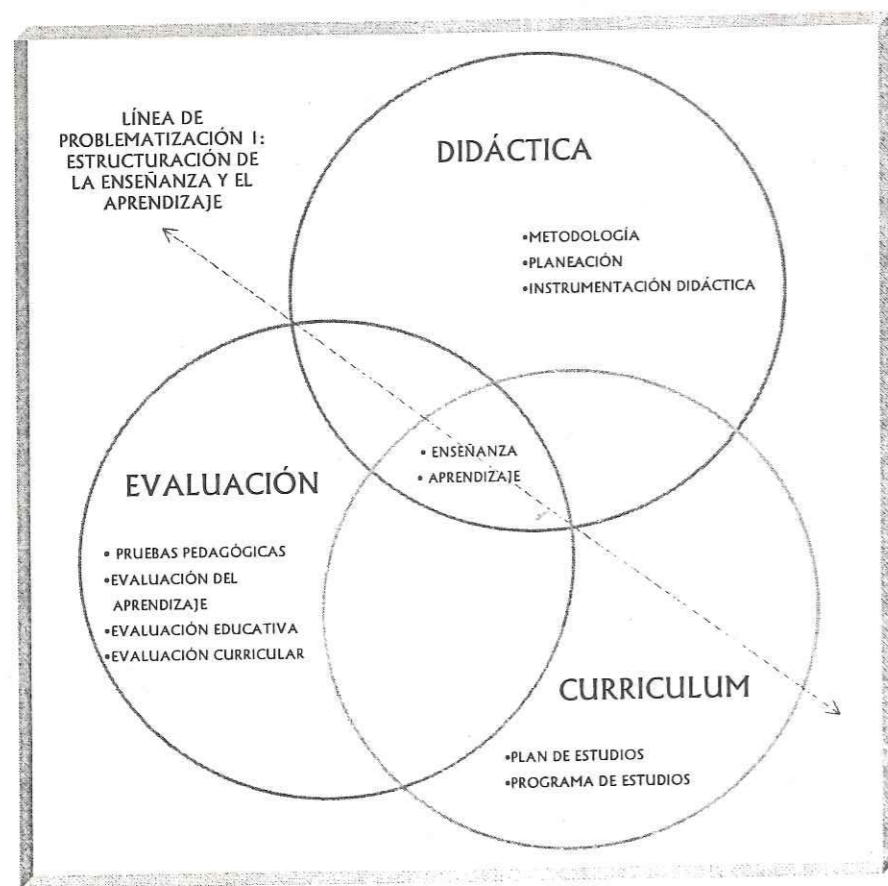 LÍNEA DE
PROBLEMATIZACIÓN I:
ESTRUCTURACIÓN DE
LA ENSEÑANZA Y EL
APRENDIZAJE
DIDÁCTICA
•METODOLOGÍA
•PLANEACIÓN
•INSTRUMENTACIÓN DIDÁCTICA
• ENSEÑANZA
• APRENDIZAJE
EVALUACIÓN
• PRUEBAS PEDAGÓGICAS
•EVALUACIÓN DEL
APRENDIZAJE
•EVALUACIÓN EDUCATIVA
•EVALUACIÓN CURRICULAR
CURRICULUM
•PLAN DE ESTUDIOS
•PROGRAMA DE ESTUDIOS